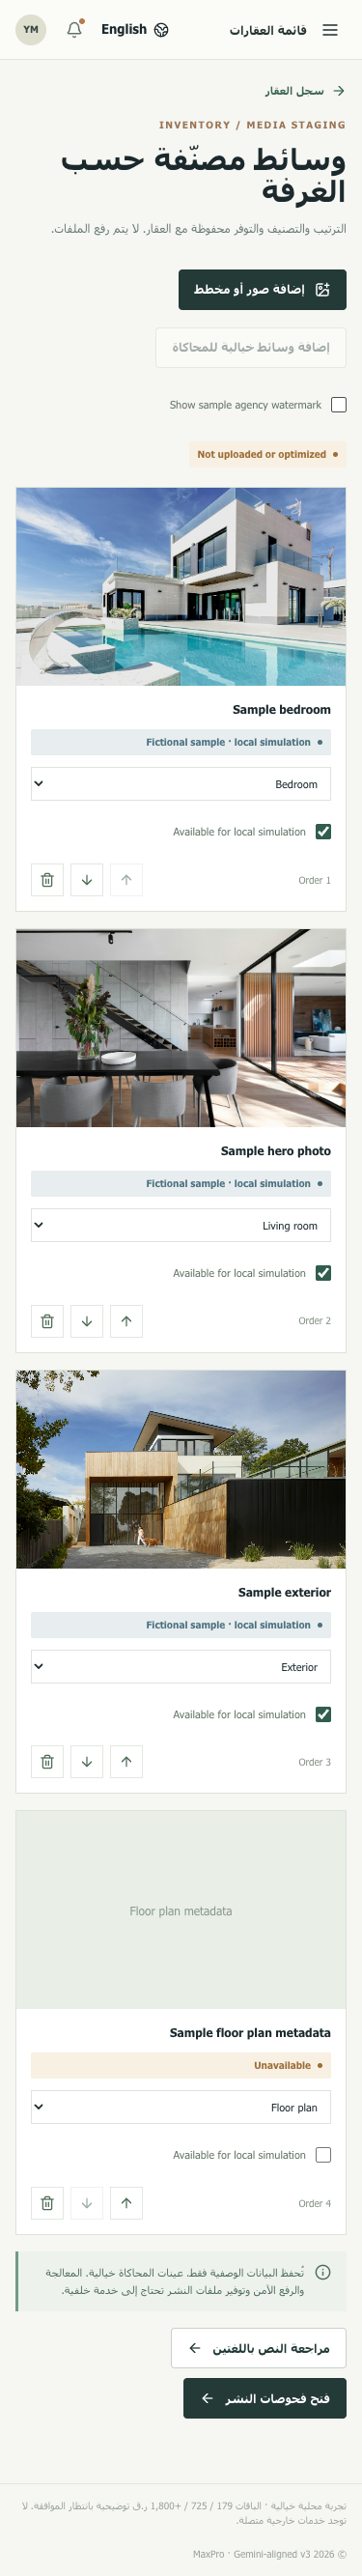 قائمة العقارات
English
YM
سجل العقار
INVENTORY / MEDIA STAGING
وسائط مصنّفة حسب
الغرفة
الترتيب والتصنيف والتوفر محفوظة مع العقار. لا يتم رفع الملفات.
إضافة صور أو مخطط
إضافة وسائط خيالية للمحاكاة
Show sample agency watermark
Not uploaded or optimized
Sample bedroom
Fictional sample · local simulation
Bedroom
Available for local simulation
Order 1
Sample hero photo
Fictional sample · local simulation
Living room
Available for local simulation
Order 2
Sample exterior
Fictional sample · local simulation
Exterior
Available for local simulation
Order 3
Floor plan metadata
Sample floor plan metadata
Unavailable
Floor plan
Available for local simulation
Order 4
تُحفظ البيانات الوصفية فقط. عينات المحاكاة خيالية. المعالجة
والرفع الآمن وتوفير ملفات النشر تحتاج إلى خدمة خلفية.
مراجعة النص باللغتين
فتح فحوصات النشر
تجربة محلية خيالية · الباقات 179 / 725 / +1,800 ر.ق توضيحية بانتظار الموافقة. لا
توجد خدمات خارجية متصلة.
© 2026 MaxPro · Gemini-aligned v3